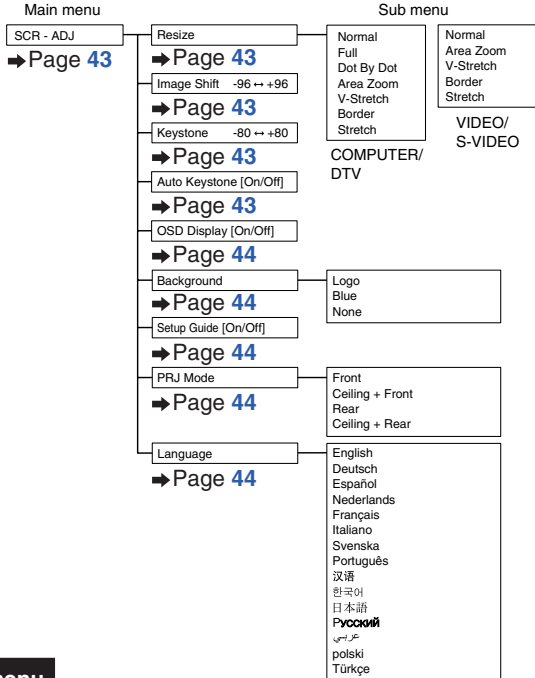 Main menu
Sub menu
SCR - ADJ
➡Page 43
Resize
➡Page 43
Normal
Full
Dot By Dot
Area Zoom
V-Stretch
Border
Stretch
COMPUTER/
DTV
Normal
Area Zoom
V-Stretch
Border
Stretch
VIDEO/
S-VIDEO
Image Shift -96 ↔ +96
➡Page 43
Keystone -80 ↔ +80
➡Page 43
Auto Keystone [On/Off]
➡Page 43
OSD Display [On/Off]
➡Page 44
Background
➡Page 44
Logo
Blue
None
Setup Guide [On/Off]
➡Page 44
PRJ Mode
➡Page 44
Front
Ceiling + Front
Rear
Ceiling + Rear
Language
➡Page 44
English
Deutsch
Español
Nederlands
Français
Italiano
Svenska
Português
汉语
한국어
日本語
Русский
عربي
polski
Türkçe
menu